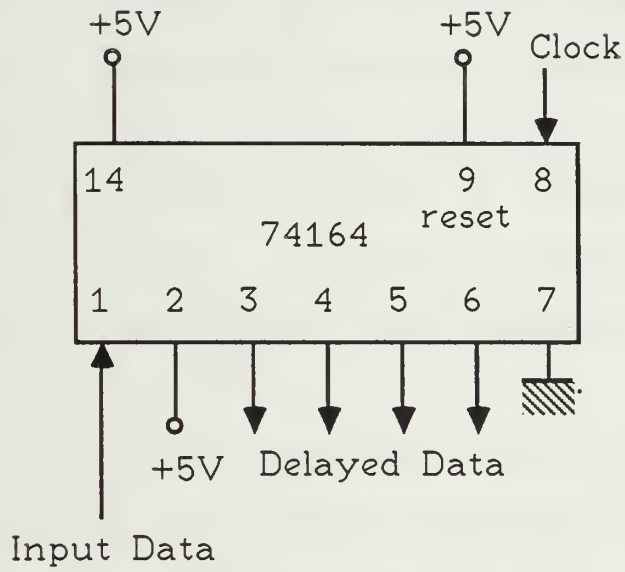 +5V +5V
Clock
14 9 8
reset
74164
1 2 3 4 5 6 7
+5V Delayed Data
Input Data